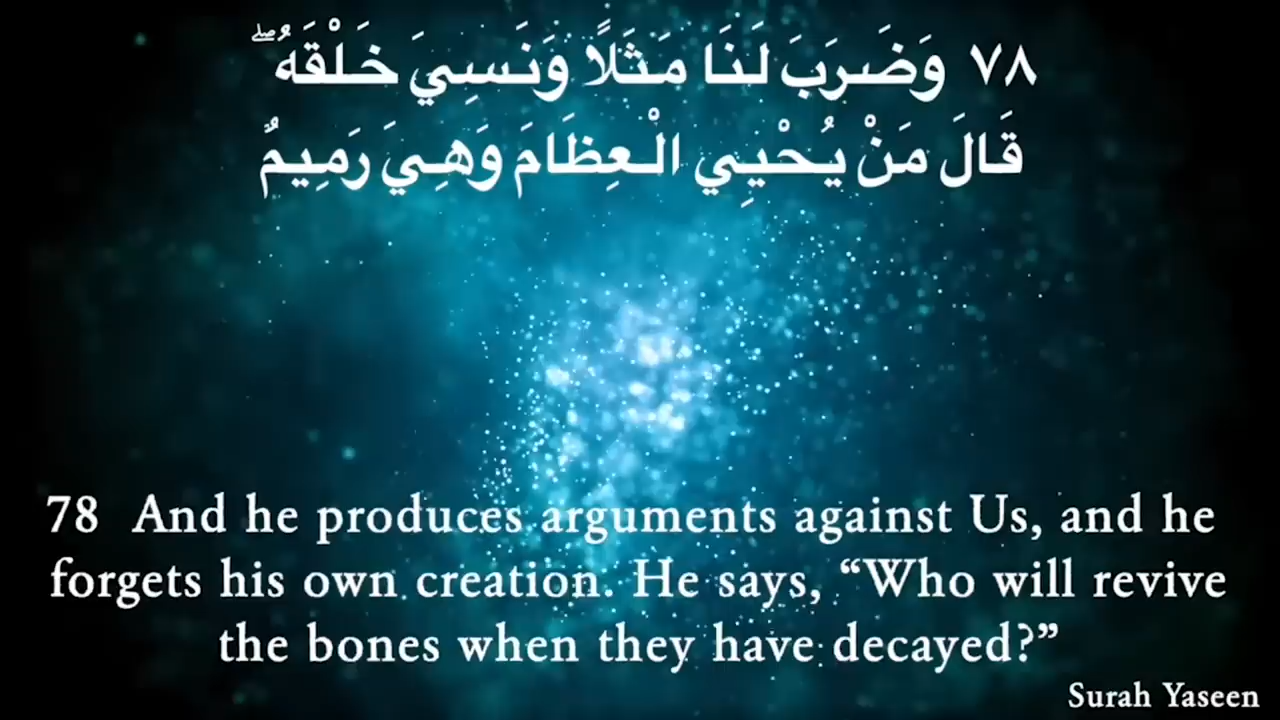 ٧٨ وَضَرَبَ لَنَا مَثَلًا وَنَسِيَ خَلْقَهُ ۖ
قَالَ مَنْ يُحْيِي الْعِظَامَ وَهِيَ رَمِيمٌ
78 And he produces arguments against Us, and he
forgets his own creation. He says, “Who will revive
the bones when they have decayed?”
Surah Yaseen